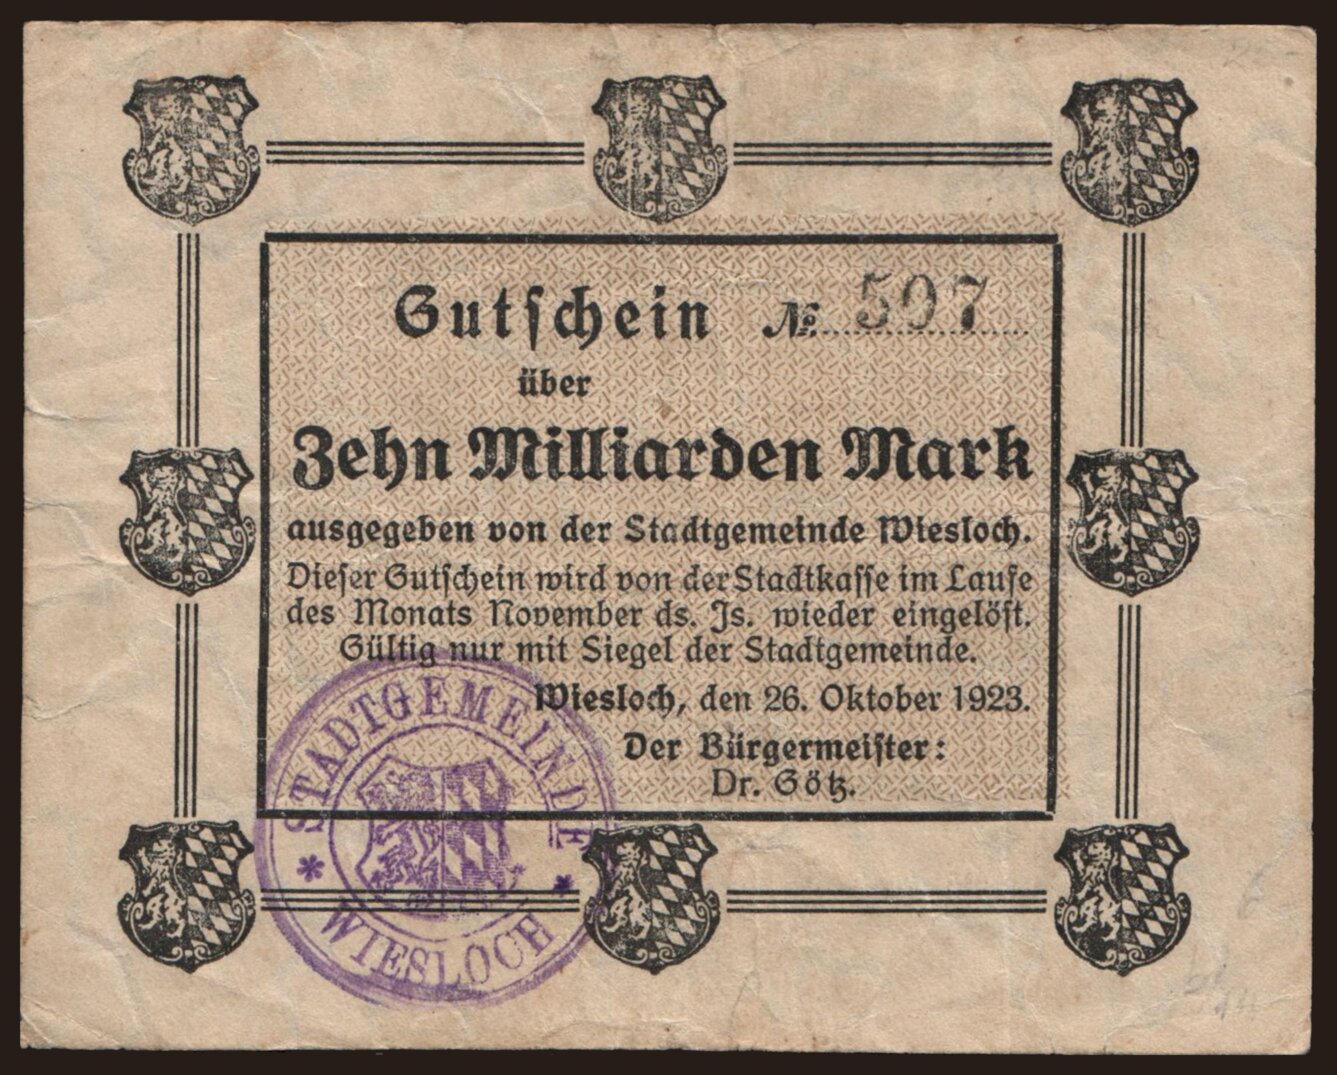 Gutschein № 597
über
Zehn Milliarden Mark
ausgegeben von der Stadtgemeinde Wiesloch.
Dieser Gutschein wird von der Stadtkasse im Laufe
des Monats November ds. Js. wieder eingelöst.
Gültig nur mit Siegel der Stadtgemeinde.
Wiesloch, den 26. Oktober 1923.
Der Bürgermeister:
Dr. Götz.
* STADTGEMEINDE *
WIESLOCH